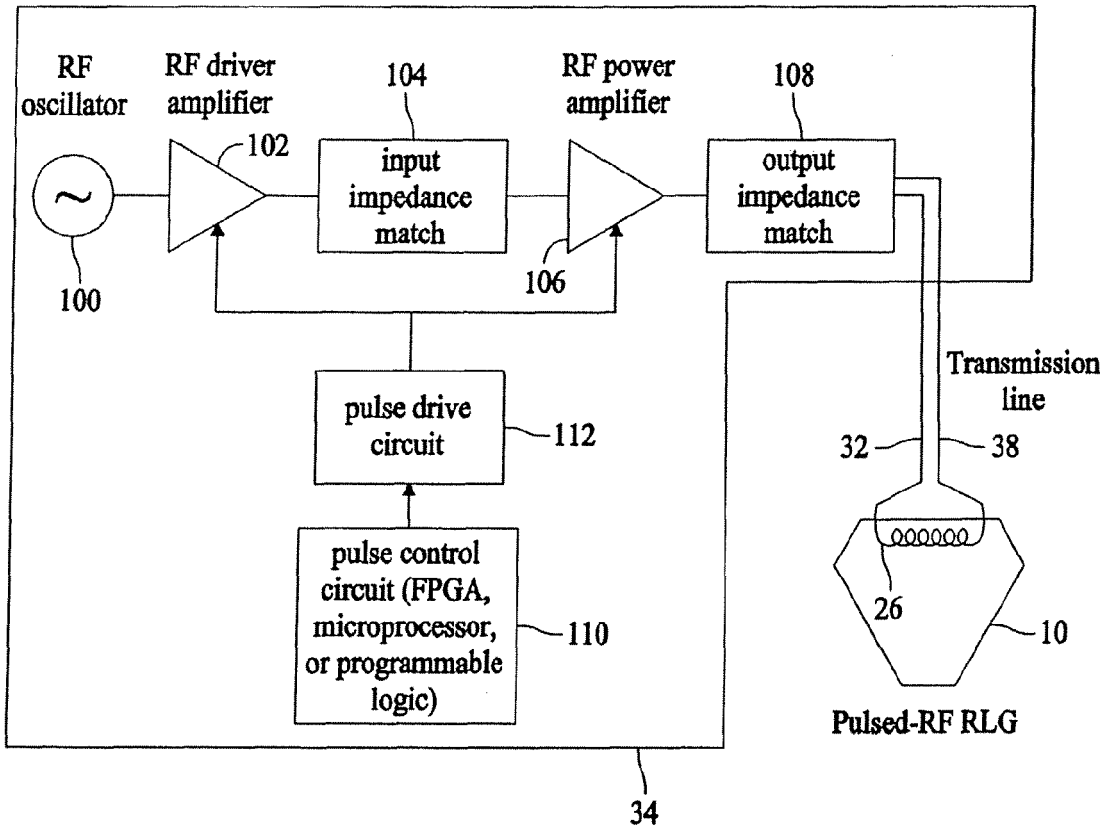 RF
oscillator
RF driver
amplifier
104
RF power
amplifier
108
102
input
impedance
match
output
impedance
match
~
100
106
pulse drive
circuit
112
Transmission
line
32
38
pulse control
circuit (FPGA,
microprocessor,
or programmable
logic)
110
26
10
Pulsed-RF RLG
34